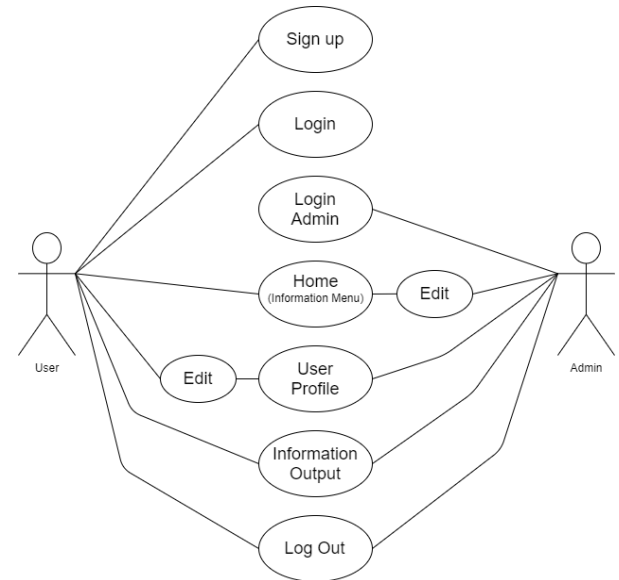 Sign up
Login
Login
Admin
Home
(Information Menu)
Edit
User
Admin
Edit
User
Profile
Information
Output
Log Out